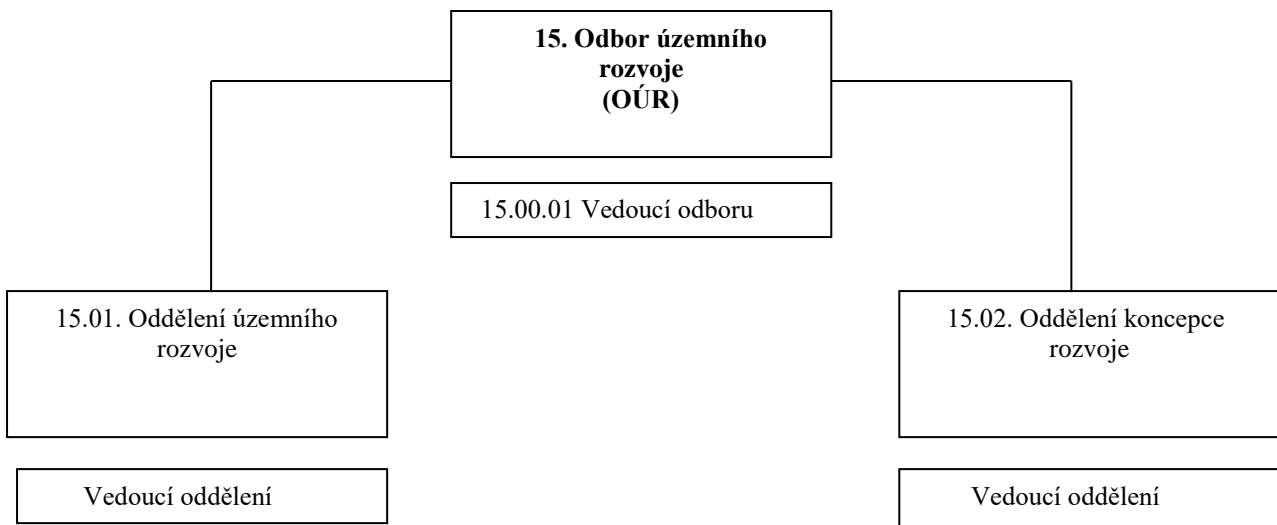 15. Odbor územního
rozvoje
(OÚR)
15.00.01 Vedoucí odboru
15.01. Oddělení územního
rozvoje
15.02. Oddělení koncepce
rozvoje
Vedoucí oddělení
Vedoucí oddělení